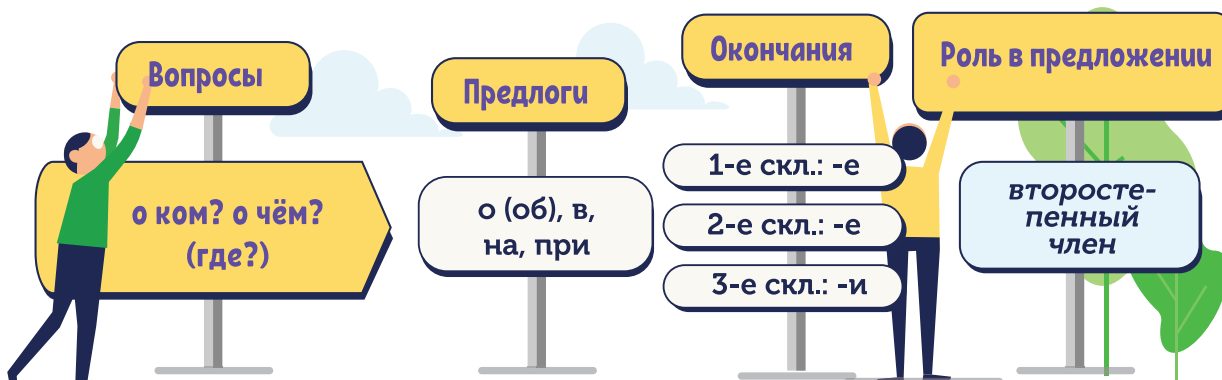 Вопросы
о ком? о чём?
(где?)
Предлоги
о (об), в,
на, при
Окончания
1-е скл.: -е
2-е скл.: -е
3-е скл.: -и
Роль в предложении
второсте-
пенный
член